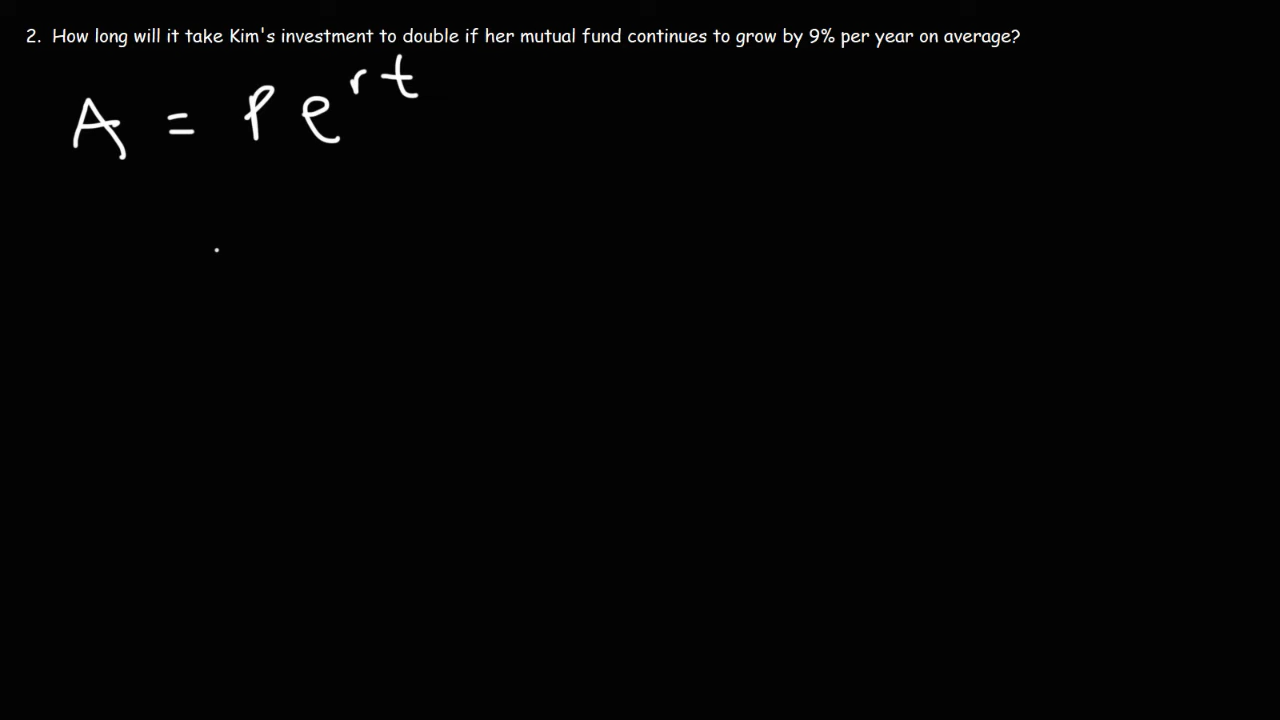 2. How long will it take Kim's investment to double if her mutual fund continues to grow by 9% per year on average?
A = Pe^{rt}